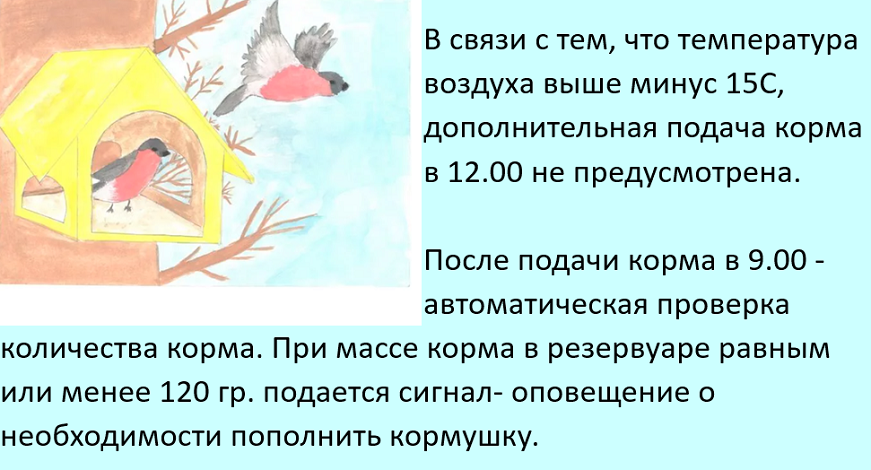 В связи с тем, что температура
воздуха выше минус 15С,
дополнительная подача корма
в 12.00 не предусмотрена.
После подачи корма в 9.00 -
автоматическая проверка
количества корма. При массе корма в резервуаре равным
или менее 120 гр. подается сигнал- оповещение о
необходимости пополнить кормушку.